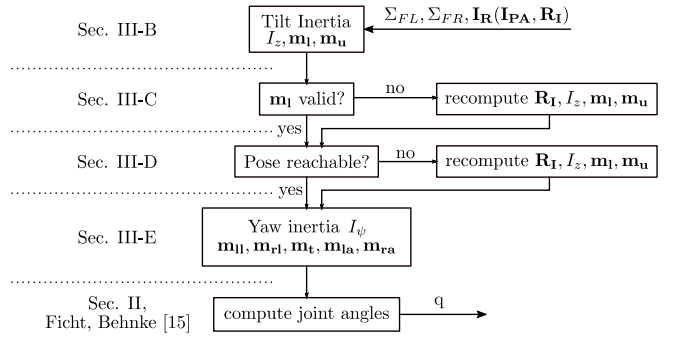 Sec. III-B
Tilt Inertia
I_z, m_l, m_u
Σ_FL, Σ_FR, I_R(I_PA, R_I)
Sec. III-C
m_l valid?
no
recompute R_I, I_z, m_l, m_u
yes
Sec. III-D
Pose reachable?
no
recompute R_I, I_z, m_l, m_u
yes
Sec. III-E
Yaw inertia I_ψ
m_ll, m_rl, m_t, m_la, m_ra
Sec. II,
Ficht, Behnke [15]
compute joint angles
q